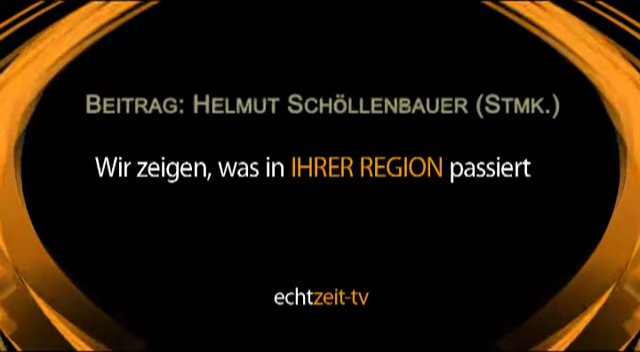 BEITRAG: HELMUT SCHÖLLENBAUER (STMK.)
Wir zeigen, was in IHRER REGION passiert
echtzeit-tv